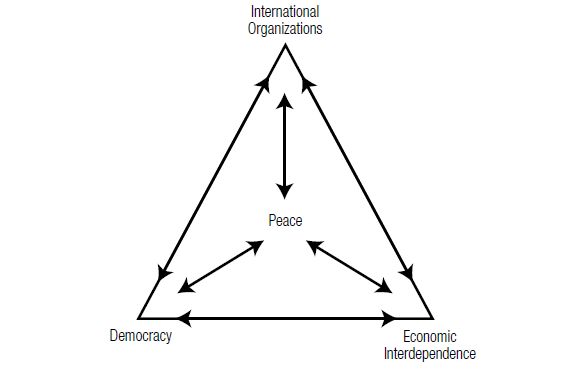 International
Organizations
Peace
Democracy
Economic
Interdependence